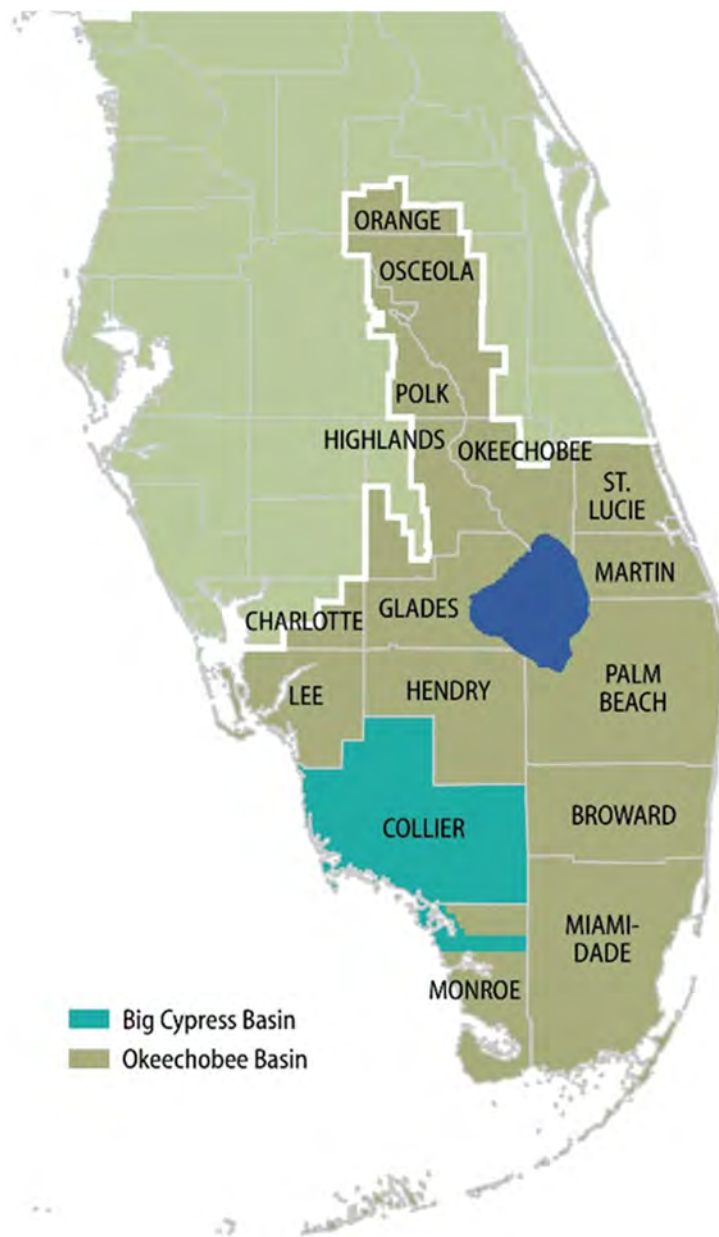 ORANGE
OSCEOLA
POLK
HIGHLANDS
OKEECHOBEE
ST.
LUCIE
MARTIN
CHARLOTTE
GLADES
LEE
HENDRY
PALM
BEACH
COLLIER
BROWARD
MIAMI-
DADE
MONROE
Big Cypress Basin
Okeechobee Basin